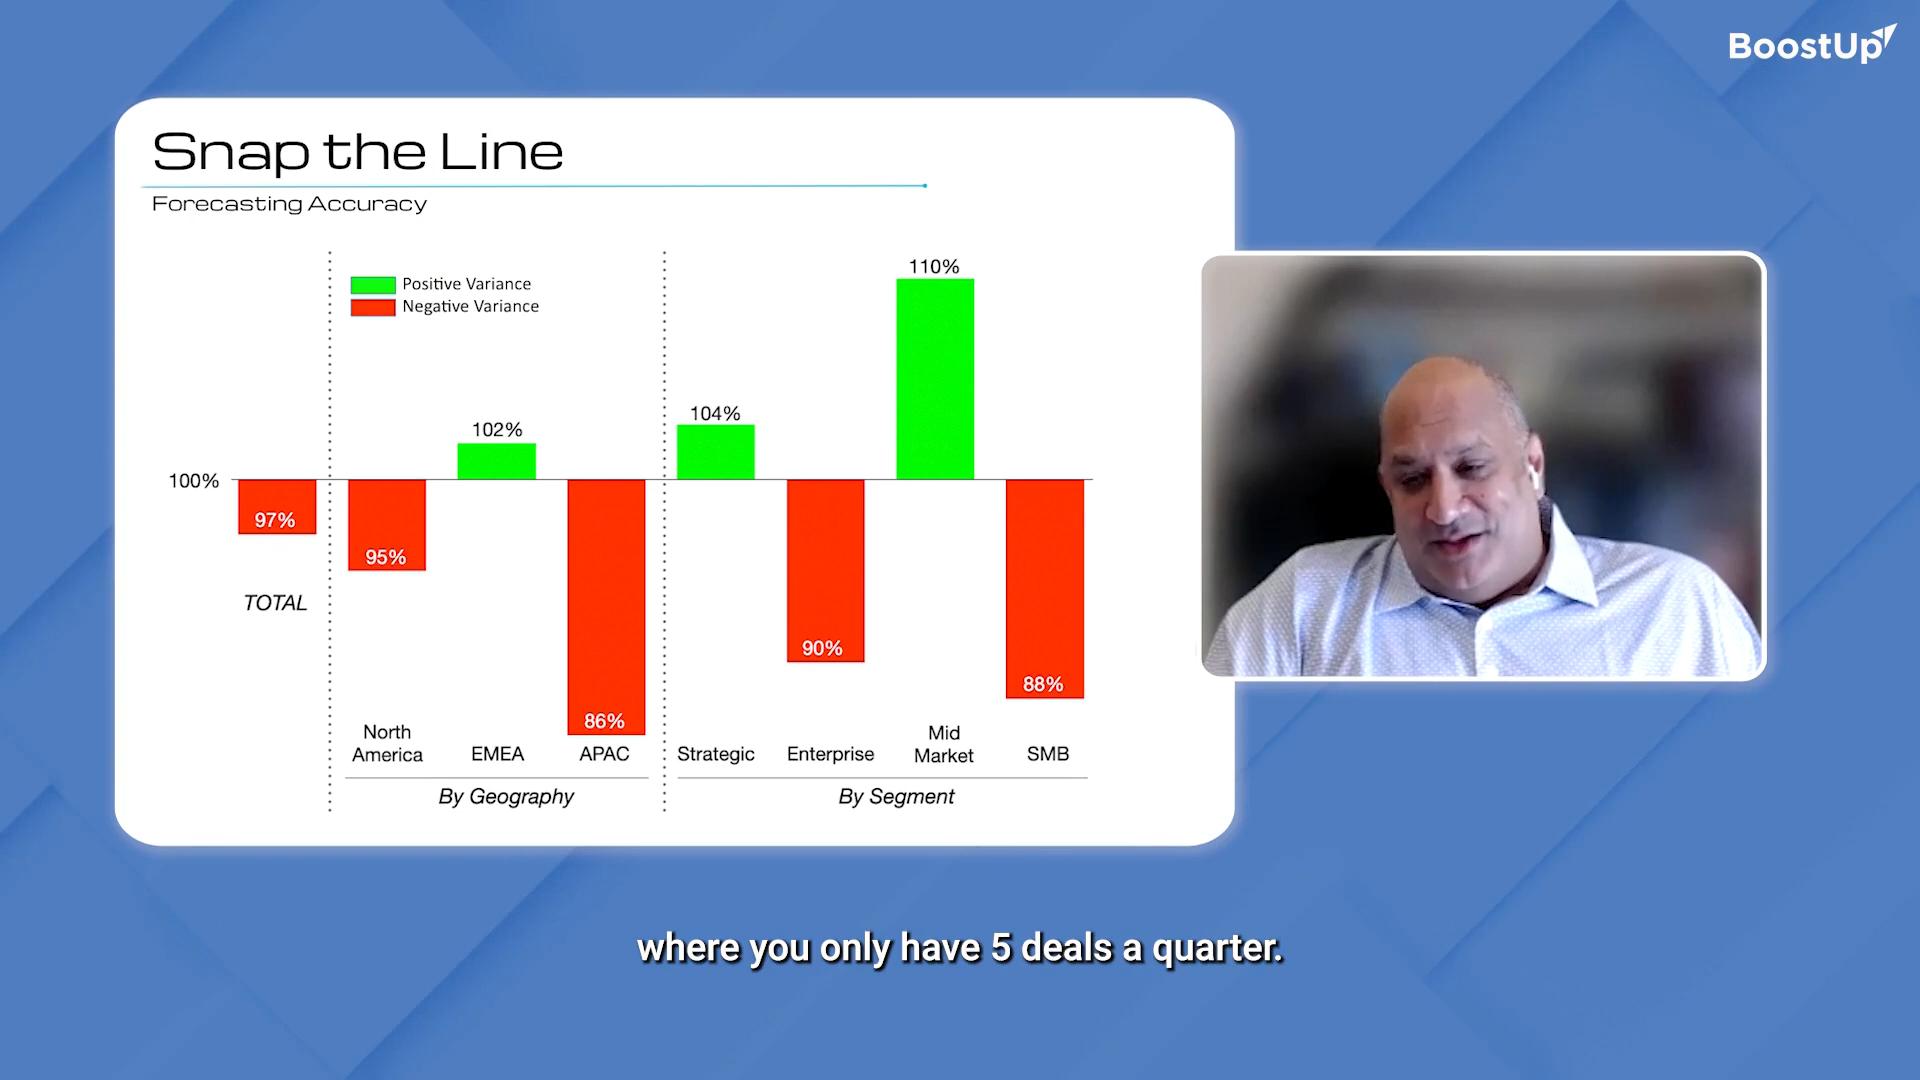 BoostUp
Snap the Line
Forecasting Accuracy
Positive Variance
Negative Variance
100%
97%
TOTAL
95%
102%
86%
104%
90%
110%
88%
North
America
EMEA
APAC
Strategic
Enterprise
Mid
Market
SMB
By Geography
By Segment
where you only have 5 deals a quarter.